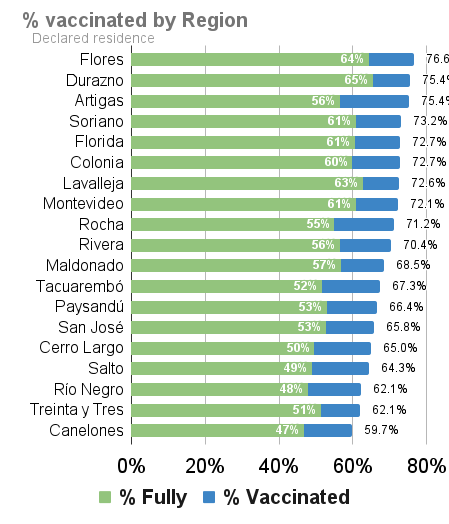 % vaccinated by Region
Declared residence
Flores 64% 76.6
Durazno 65% 75.4%
Artigas 56% 75.4%
Soriano 61% 73.2%
Florida 61% 72.7%
Colonia 60% 72.7%
Lavalleja 63% 72.6%
Montevideo 61% 72.1%
Rocha 55% 71.2%
Rivera 56% 70.4%
Maldonado 57% 68.5%
Tacuarembó 52% 67.3%
Paysandú 53% 66.4%
San José 53% 65.8%
Cerro Largo 50% 65.0%
Salto 49% 64.3%
Río Negro 48% 62.1%
Treinta y Tres 51% 62.1%
Canelones 47% 59.7%
0% 20% 40% 60% 80%
% Fully % Vaccinated